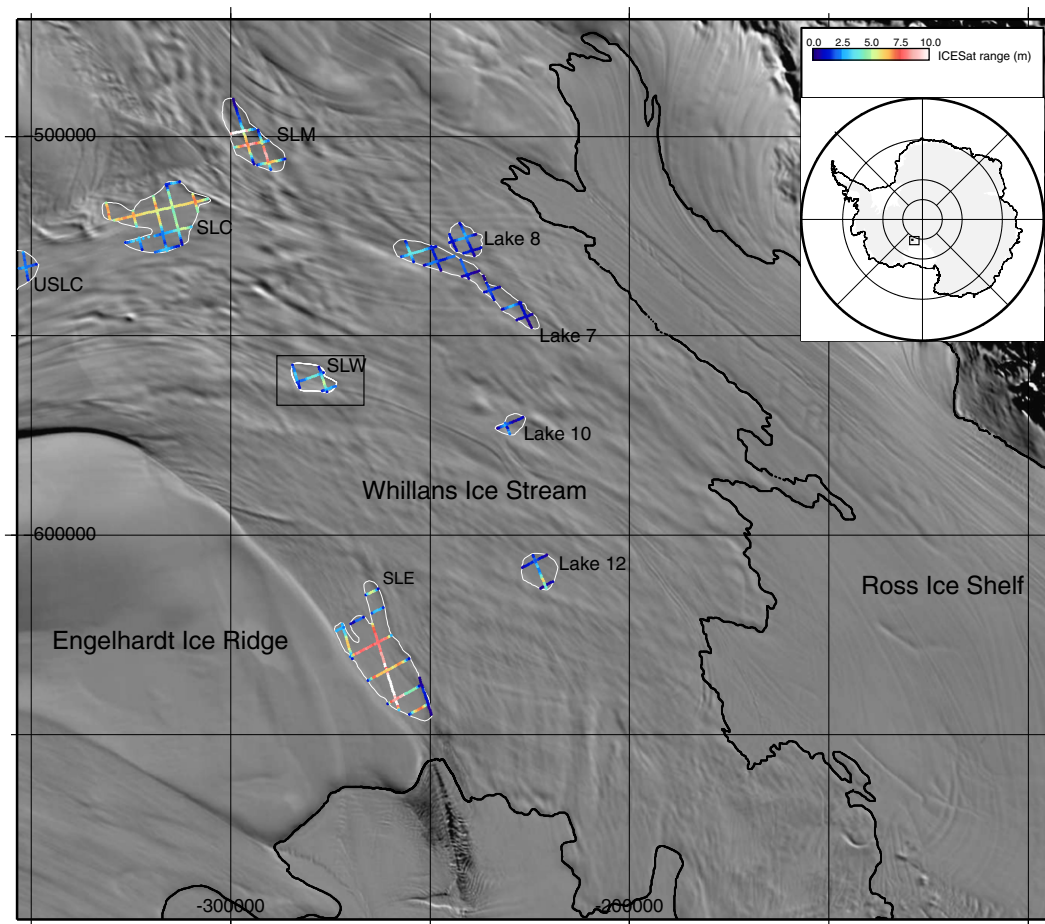 0.0 2.5 5.0 7.5 10.0
ICESat range (m)
-500000
SLM
SLC
Lake 8
USLC
Lake 7
SLW
Lake 10
Whillans Ice Stream
-600000
Lake 12
SLE
Ross Ice Shelf
Engelhardt Ice Ridge
-300000
-200000